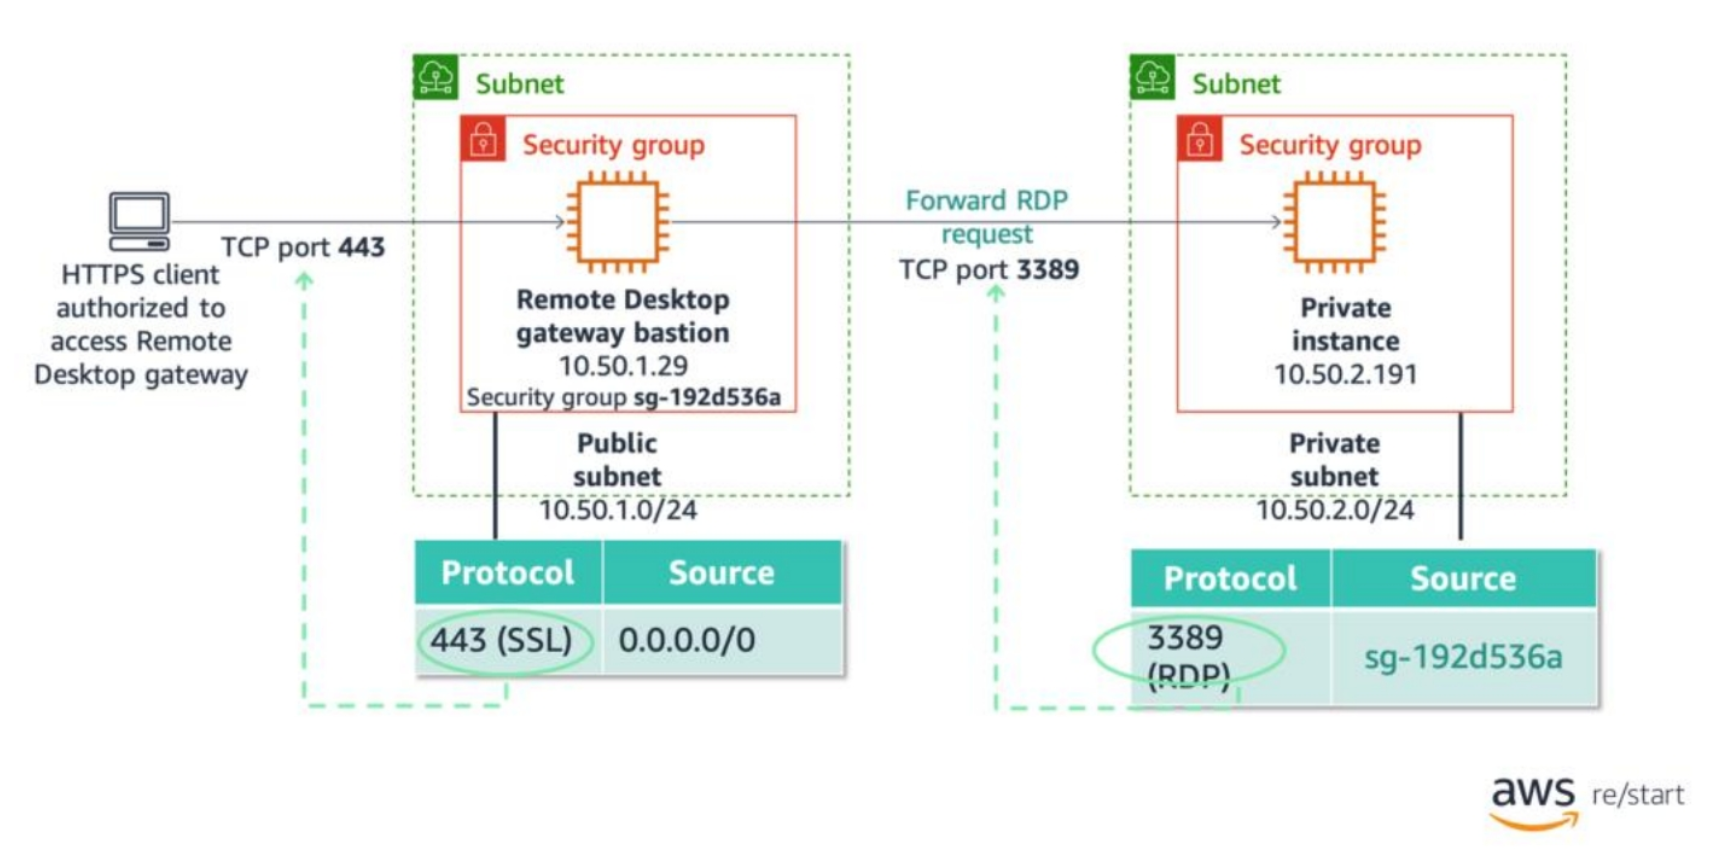 Subnet
Security group
HTTPS client
authorized to
access Remote
Desktop gateway
TCP port 443
Remote Desktop
gateway bastion
10.50.1.29
Security group sg-192d536a
Public
subnet
10.50.1.0/24
Protocol Source
443 (SSL) 0.0.0.0/0
Forward RDP
request
TCP port 3389
Subnet
Security group
Private
instance
10.50.2.191
Private
subnet
10.50.2.0/24
Protocol Source
3389
(RDP)
sg-192d536a
aws re/start